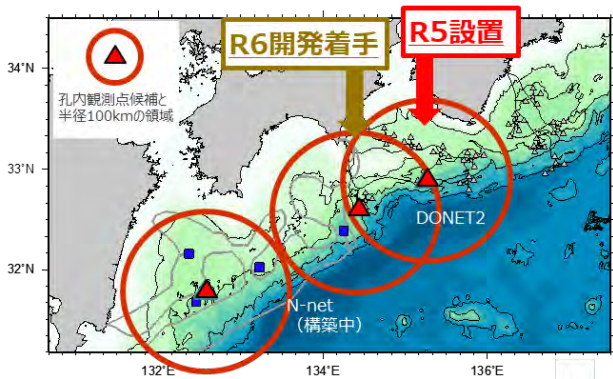 R6開発着手
R5設置
孔内観測点候補と
半径100kmの領域
34°N
33°N
32°N
DONET2
N-net
(構築中)
132°E
134°E
136°E